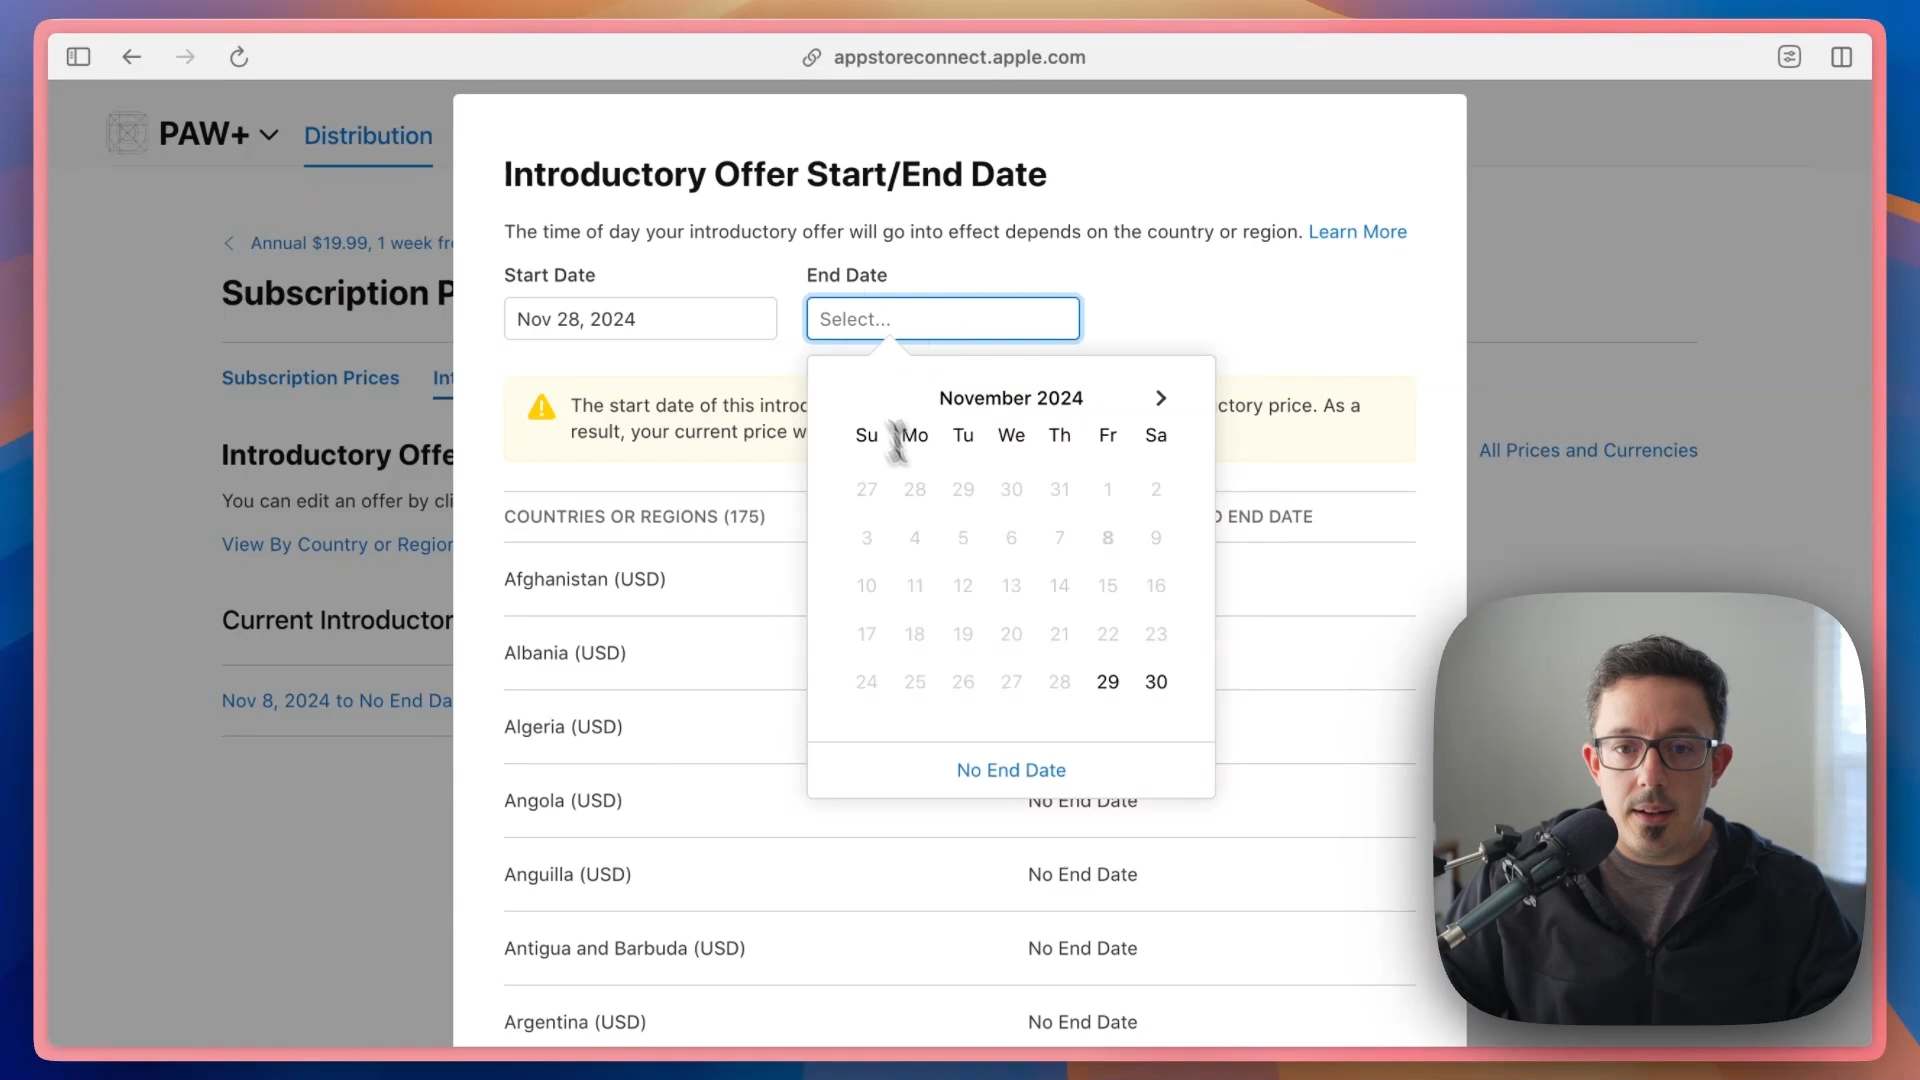 appstoreconnect.apple.com
PAW+
Distribution
Introductory Offer Start/End Date
The time of day your introductory offer will go into effect depends on the country or region. Learn More
Annual $19.99, 1 week fr
Start Date
End Date
Subscription P
Nov 28, 2024
Select...
Subscription Prices
Int
November 2024
The start date of this introd
ctory price. As a
result, your current price w
Su Mo Tu We Th Fr Sa
Introductory Offe
All Prices and Currencies
27 28 29 30 31 1 2
You can edit an offer by cli
COUNTRIES OR REGIONS (175)
END DATE
3 4 5 6 7 8 9
View By Country or Region
Afghanistan (USD)
10 11 12 13 14 15 16
Current Introductor
17 18 19 20 21 22 23
Albania (USD)
24 25 26 27 28 29 30
Nov 8, 2024 to No End Da
Algeria (USD)
No End Date
Angola (USD)
No End Date
Anguilla (USD)
No End Date
Antigua and Barbuda (USD)
No End Date
Argentina (USD)
No End Date